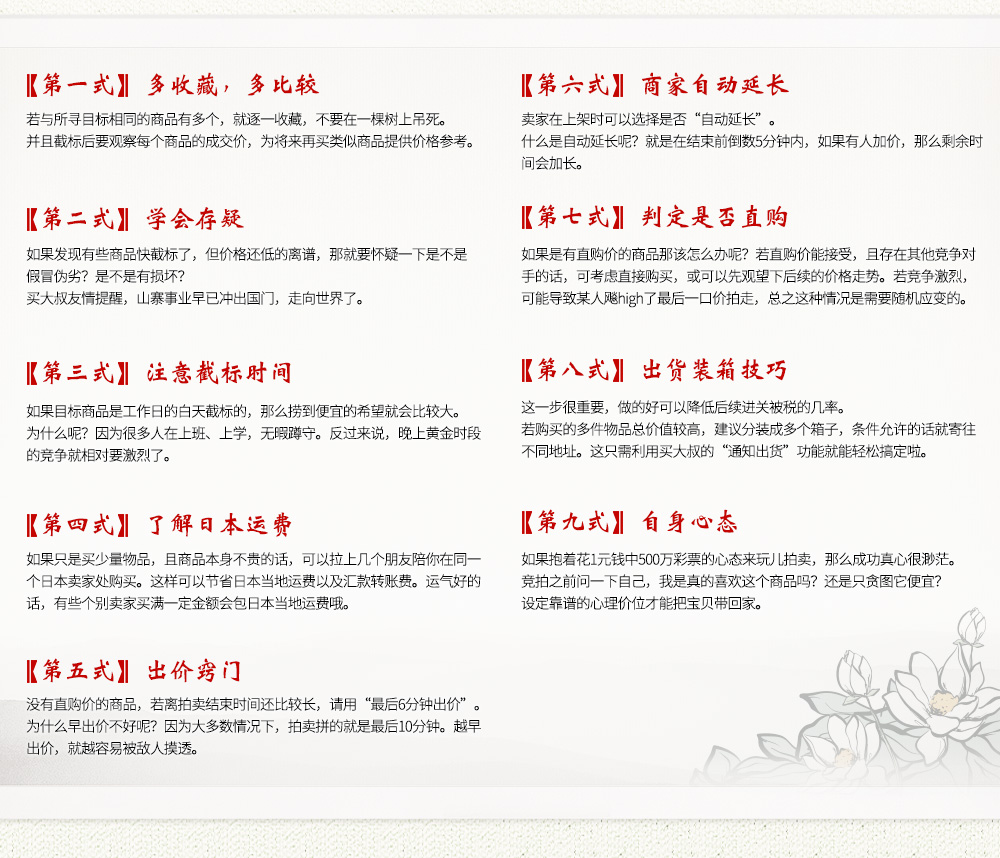 【第一式】 多收藏，多比较
若与所寻目标相同的商品有多个，就逐一收藏，不要在一棵树上吊死。
并且截标后要观察每个商品的成交价，为将来再买类似商品提供价格参考。
【第二式】 学会存疑
如果发现有些商品快截标了，但价格还低的离谱，那就要怀疑一下是不是
假冒伪劣？是不是有损坏？
买大叔友情提醒，山寨事业早已冲出国门，走向世界了。
【第三式】 注意截标时间
如果目标商品是工作日的白天截标的，那么捞到便宜的希望就会比较大。
为什么呢？因为很多人在上班、上学，无暇蹲守。反过来说，晚上黄金时段
的竞争就相对要激烈了。
【第四式】 了解日本运费
如果只是买少量物品，且商品本身不贵的话，可以拉上几个朋友陪你在同一
个日本卖家处购买。这样可以节省日本当地运费以及汇款转账费。运气好的
话，有些个别卖家买满一定金额会包日本当地运费哦。
【第五式】 出价窍门
没有直购价的商品，若离拍卖结束时间还比较长，请用“最后6分钟出价”。
为什么早出价不好呢？因为大多数情况下，拍卖拼的就是最后10分钟。越早
出价，就越容易被敌人摸透。
【第六式】 商家自动延长
卖家在上架时可以选择是否“自动延长”。
什么是自动延长呢？就是在结束前倒数5分钟内，如果有人加价，那么剩余时
间会加长。
【第七式】 判定是否直购
如果是有直购价的商品那该怎么办呢？若直购价能接受，且存在其他竞争对
手的话，可考虑直接购买，或可以先观望下后续的价格走势。若竞争激烈，
可能导致某人飚high了最后一口价拍走，总之这种情况是需要随机应变的。
【第八式】 出货装箱技巧
这一步很重要，做的好可以降低后续进关被税的几率。
若购买的多件物品总价值较高，建议分装成多个箱子，条件允许的话就寄往
不同地址。这只需利用买大叔的“通知出货”功能就能轻松搞定啦。
【第九式】 自身心态
如果抱着花1元钱中500万彩票的心态来玩儿拍卖，那么成功真心很渺茫。
竞拍之前问一下自己，我是真的喜欢这个商品吗？还是只贪图它便宜？
设定靠谱的心理价位才能把宝贝带回家。